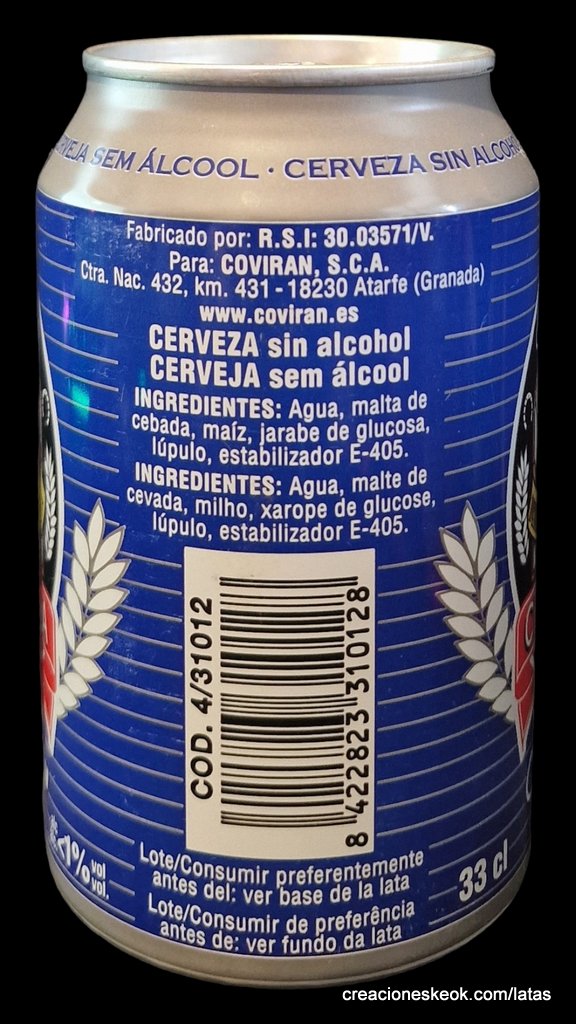 SEM ÁLCOOL · CERVEZA SIN
Fabricado por: R.S.I: 30.03571/V.
Para: COVIRAN, S.C.A.
Ctra. Nac. 432, km. 431 - 18230 Atarfe (Granada)
www.coviran.es
CERVEZA sin alcohol
CERVEJA sem álcool
INGREDIENTES: Agua, malta de
cebada, maíz, jarabe de glucosa,
lúpulo, estabilizador E-405.
INGREDIENTES: Agua, malte de
cevada, milho, xarope de glucose,
lúpulo, estabilizador E-405.
COD. 4/31012
8 422823 310128
<1% vol
vol.
Lote/Consumir preferentemente
antes del: ver base de la lata
Lote/Consumir de preferência
antes de: ver fundo da lata
33 cl
creacioneskeok.com/latas